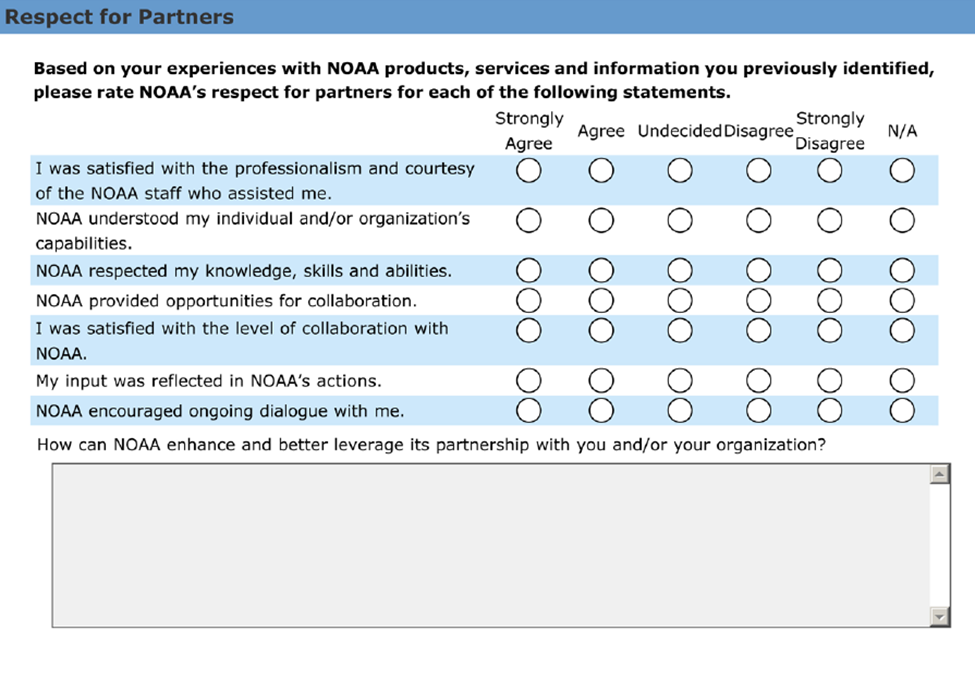 Respect for Partners
Based on your experiences with NOAA products, services and information you previously identified,
please rate NOAA's respect for partners for each of the following statements.
Strongly Agree Agree Undecided Disagree Strongly Disagree N/A
I was satisfied with the professionalism and courtesy
of the NOAA staff who assisted me.
NOAA understood my individual and/or organization's
capabilities.
NOAA respected my knowledge, skills and abilities.
NOAA provided opportunities for collaboration.
I was satisfied with the level of collaboration with
NOAA.
My input was reflected in NOAA's actions.
NOAA encouraged ongoing dialogue with me.
How can NOAA enhance and better leverage its partnership with you and/or your organization?